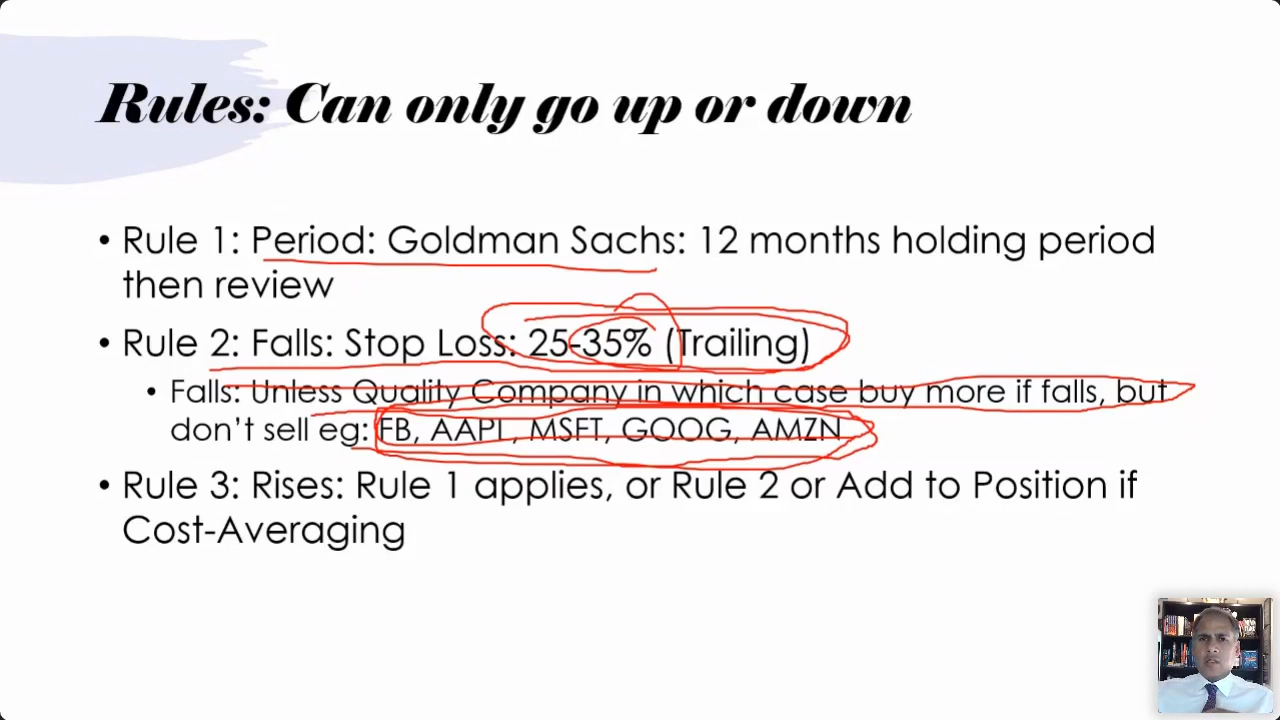 Rules: Can only go up or down
• Rule 1: Period: Goldman Sachs: 12 months holding period
then review
• Rule 2: Falls: Stop Loss: 25-35% (Trailing)
• Falls: Unless Quality Company in which case buy more if falls, but
don't sell eg: FB, AAPL, MSFT, GOOG, AMZN
• Rule 3: Rises: Rule 1 applies, or Rule 2 or Add to Position if
Cost-Averaging